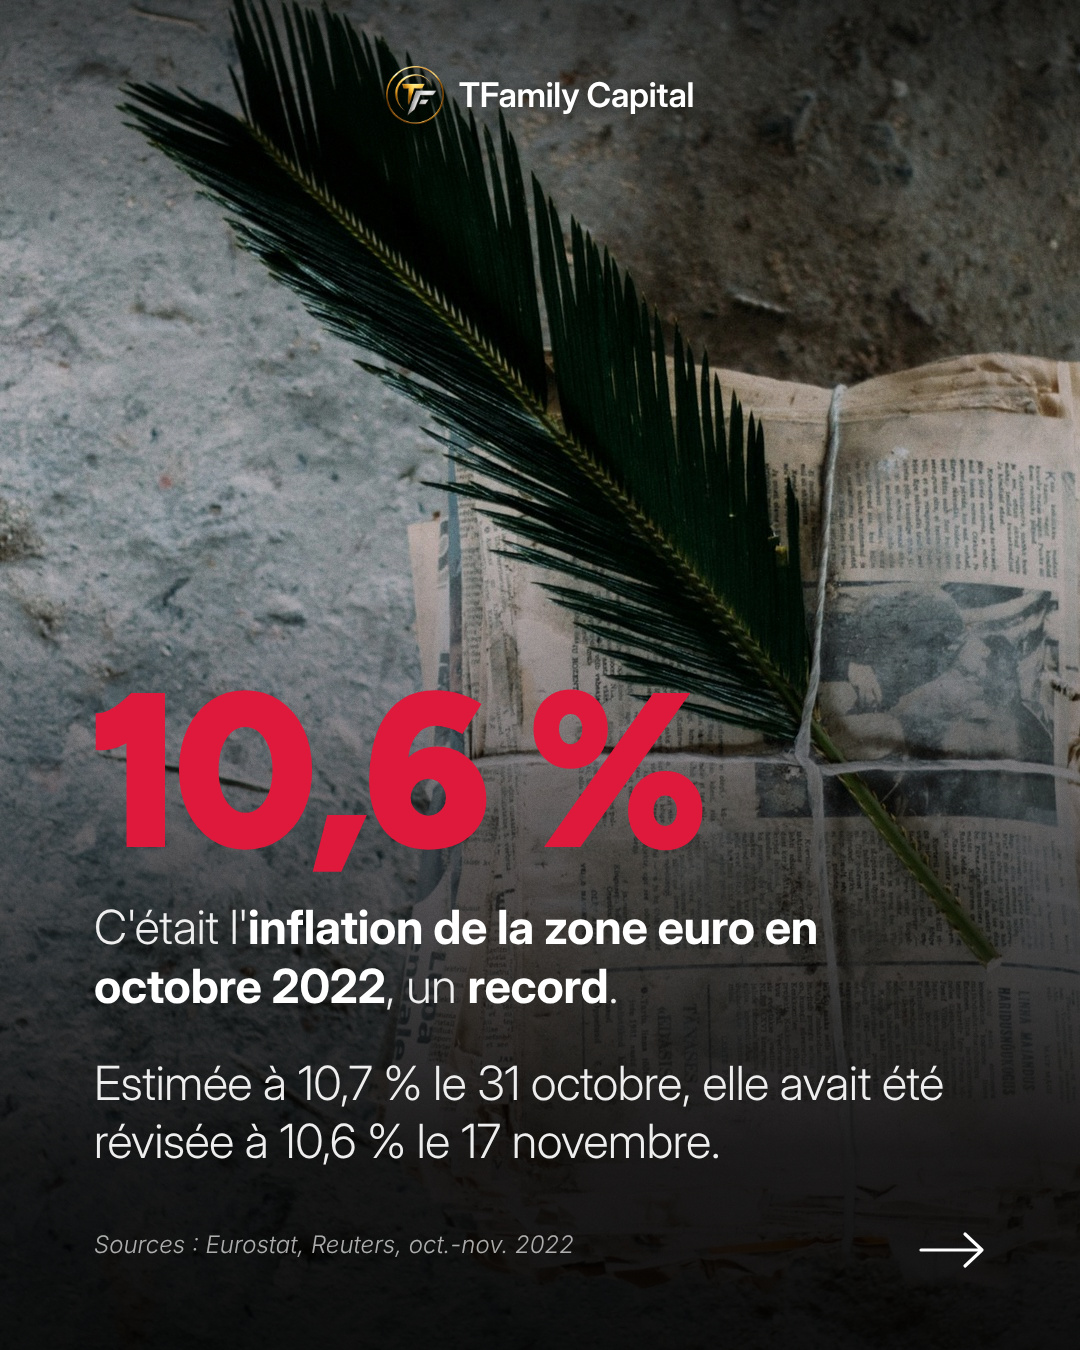 TFamily Capital
10,6 %
C'était l'inflation de la zone euro en
octobre 2022, un record.
Estimée à 10,7 % le 31 octobre, elle avait été
révisée à 10,6 % le 17 novembre.
Sources : Eurostat, Reuters, oct.-nov. 2022